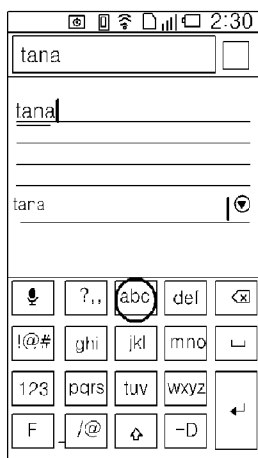 2:30
tana
tana
tana
?,, abc def
!@# ghi jkl mno
123 pqrs tuv wxyz
F /@ -D